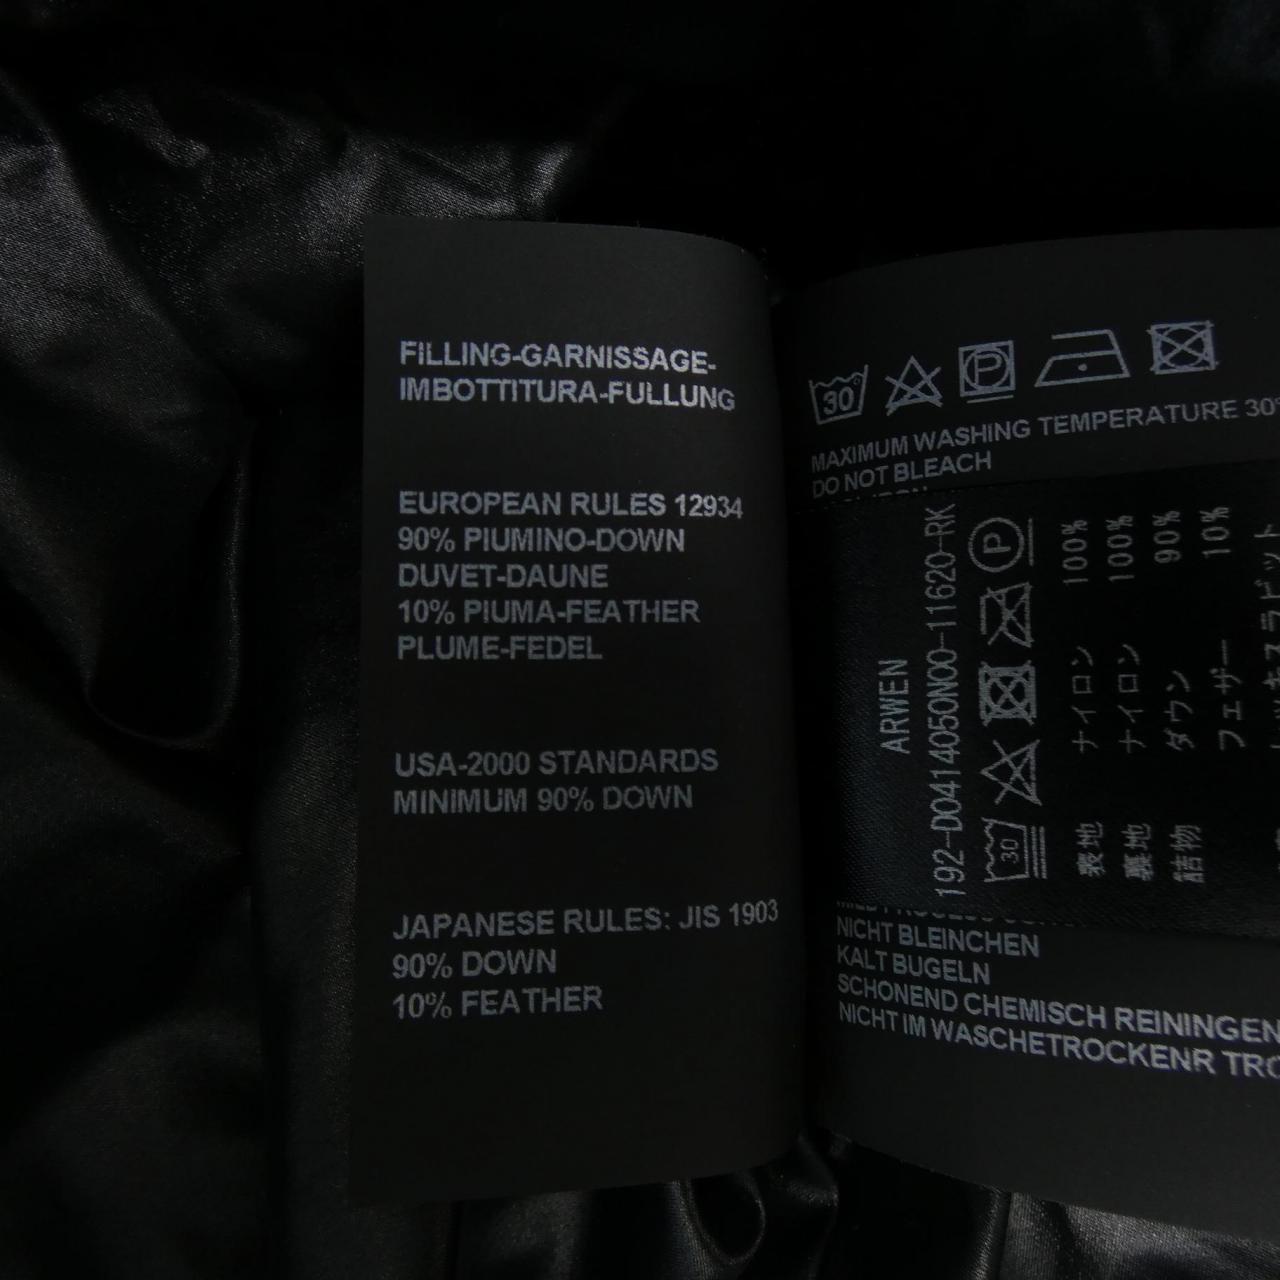 FILLING-GARNISSAGE-
IMBOTTITURA-FULLUNG
EUROPEAN RULES 12934
90% PIUMINO-DOWN
DUVET-DAUNE
10% PIUMA-FEATHER
PLUME-FEDEL
USA-2000 STANDARDS
MINIMUM 90% DOWN
JAPANESE RULES: JIS 1903
90% DOWN
10% FEATHER
30
P
MAXIMUM WASHING TEMPERATURE 30°
DO NOT BLEACH
ARWEN
192-D0414050N00-11620-RK
30
P
表地 ナイロン 100%
裏地 ナイロン 100%
詰物 ダウン 90%
フェザー 10%
NICHT BLEINCHEN
KALT BUGELN
SCHONEND CHEMISCH REININGEN
NICHT IM WASCHETROCKENR